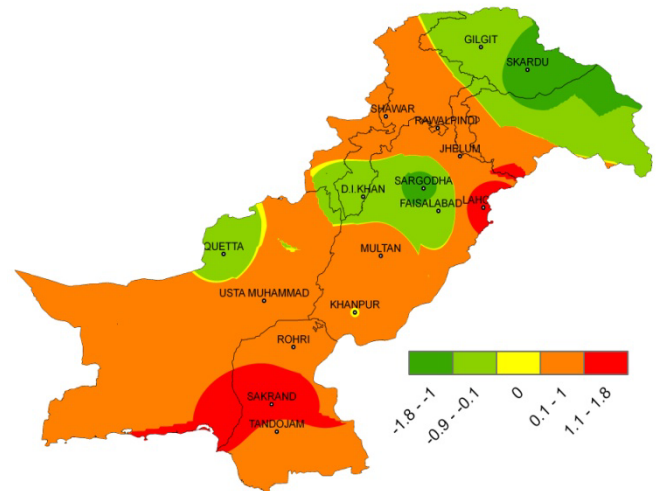 GILGIT
SKARDU
SHAWAR
RAWALPINDI
JHELUM
SARGODHA
D.I.KHAN
FAISALABAD
LAHO
QUETTA
MULTAN
USTA MUHAMMAD
KHANPUR
ROHRI
SAKRAND
TANDOJAM
-1.8 - -1
-0.9 - -0.1
0
0.1 - 1
1.1 - 1.8